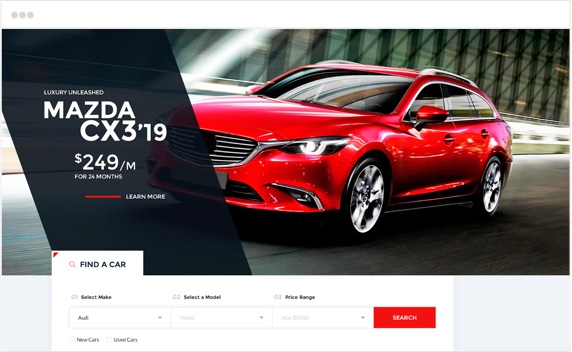 LUXURY UNLEASHED
MAZDA
CX3'19
$249/M
FOR 24 MONTHS
LEARN MORE
FIND A CAR
01 Select Make
02 Select a Model
03 Price Range
Audi
Model
Max £5000
SEARCH
New Cars
Used Cars